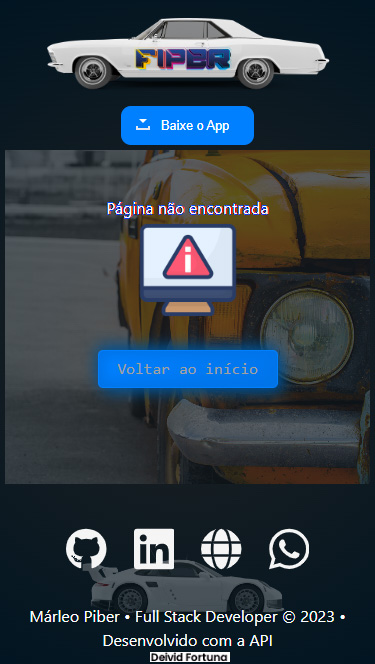 FIPER
Baixe o App
Página não encontrada
Voltar ao início
Márleo Piber • Full Stack Developer © 2023 •
Desenvolvido com a API
Deivid Fortuna